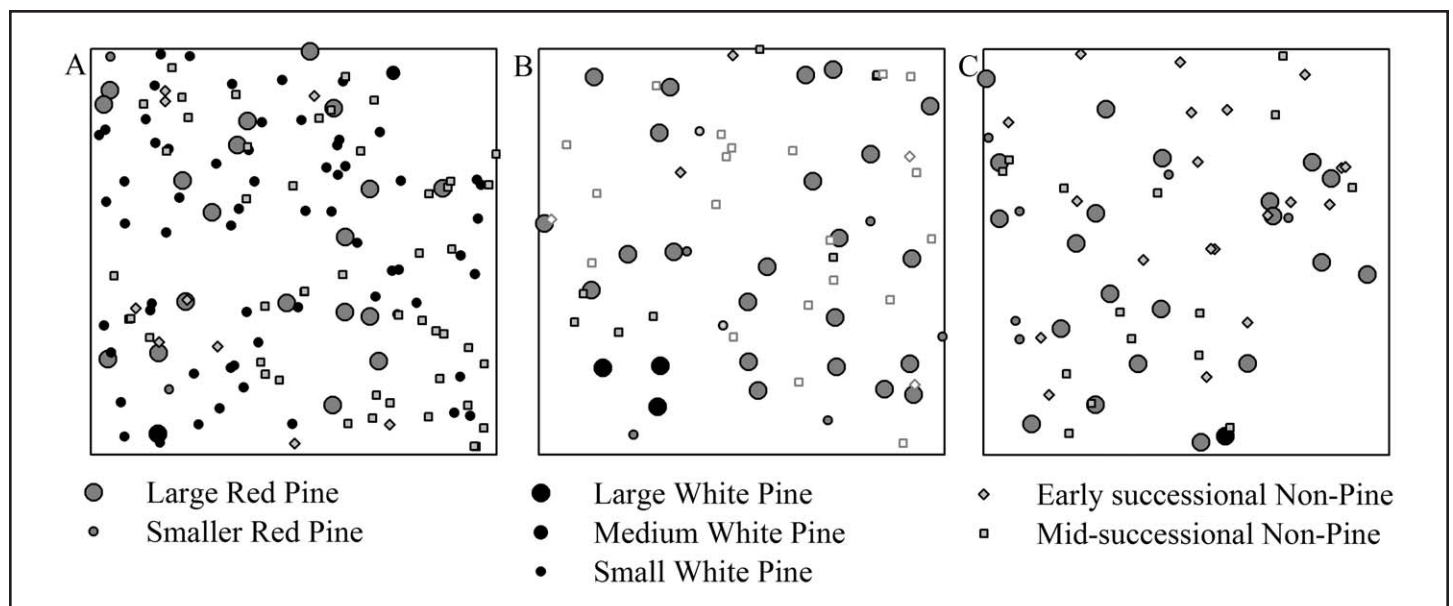 A
B
C
Large Red Pine
Smaller Red Pine
Large White Pine
Medium White Pine
Small White Pine
Early successional Non-Pine
Mid-successional Non-Pine